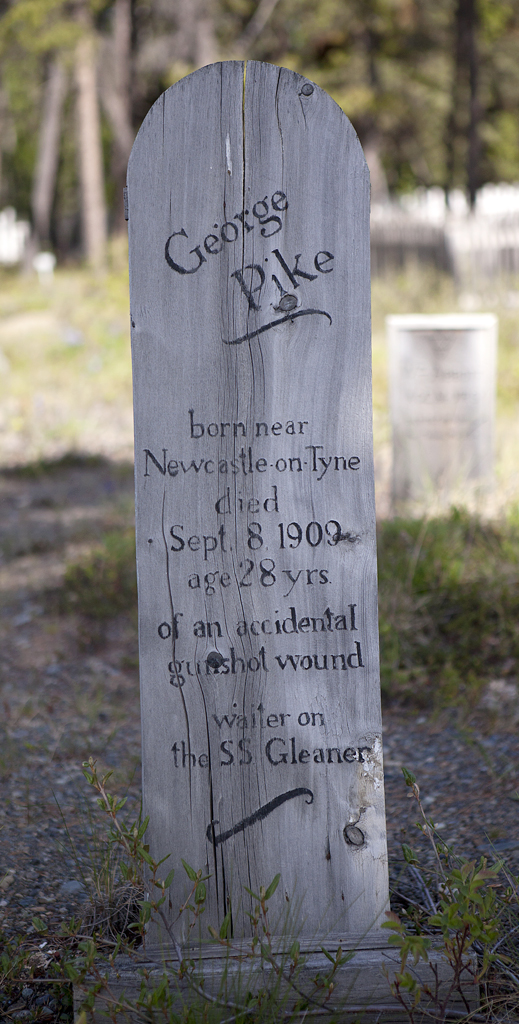 George
Pike
born near
Newcastle-on-Tyne
died
Sept. 8, 1909
age 28 yrs.
of an accidental
gunshot wound
waiter on
the SS Gleaner